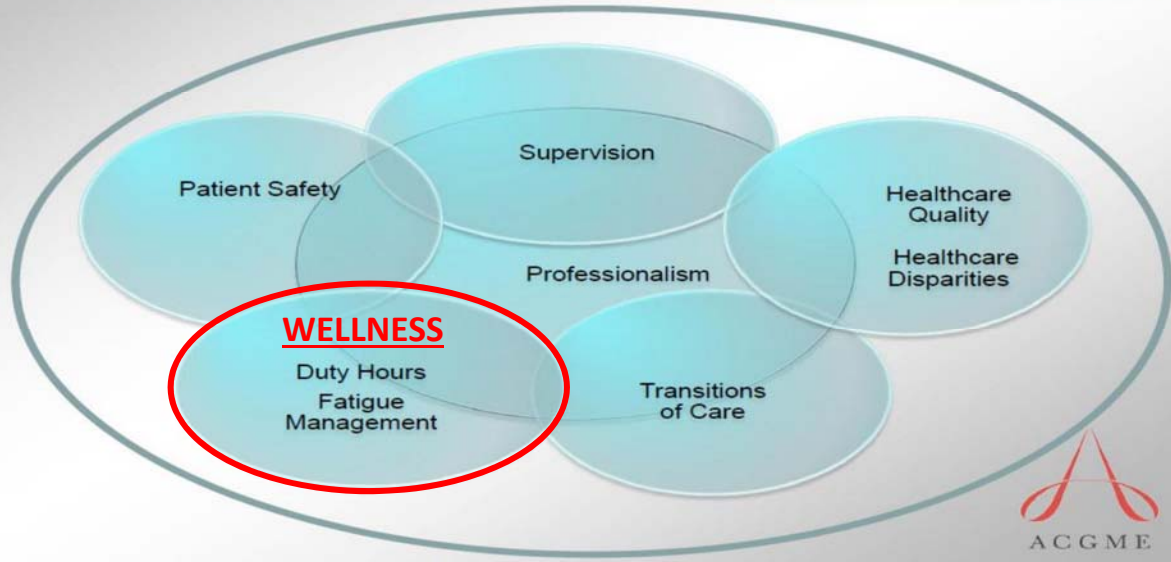 Supervision
Patient Safety
Healthcare
Quality
Healthcare
Disparities
Professionalism
WELLNESS
Duty Hours
Fatigue
Management
Transitions
of Care
ACGME